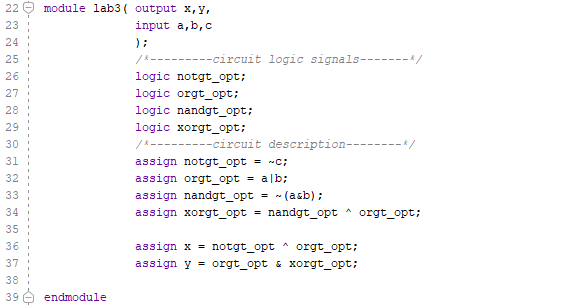 22 module lab3( output x,y,
23 input a,b,c
24 );
25 /*---------circuit logic signals-------*/
26 logic notgt_opt;
27 logic orgt_opt;
28 logic nandgt_opt;
29 logic xorgt_opt;
30 /*---------circuit description--------*/
31 assign notgt_opt = ~c;
32 assign orgt_opt = a|b;
33 assign nandgt_opt = ~(a&b);
34 assign xorgt_opt = nandgt_opt ^ orgt_opt;
35
36 assign x = notgt_opt ^ orgt_opt;
37 assign y = orgt_opt & xorgt_opt;
38
39 endmodule